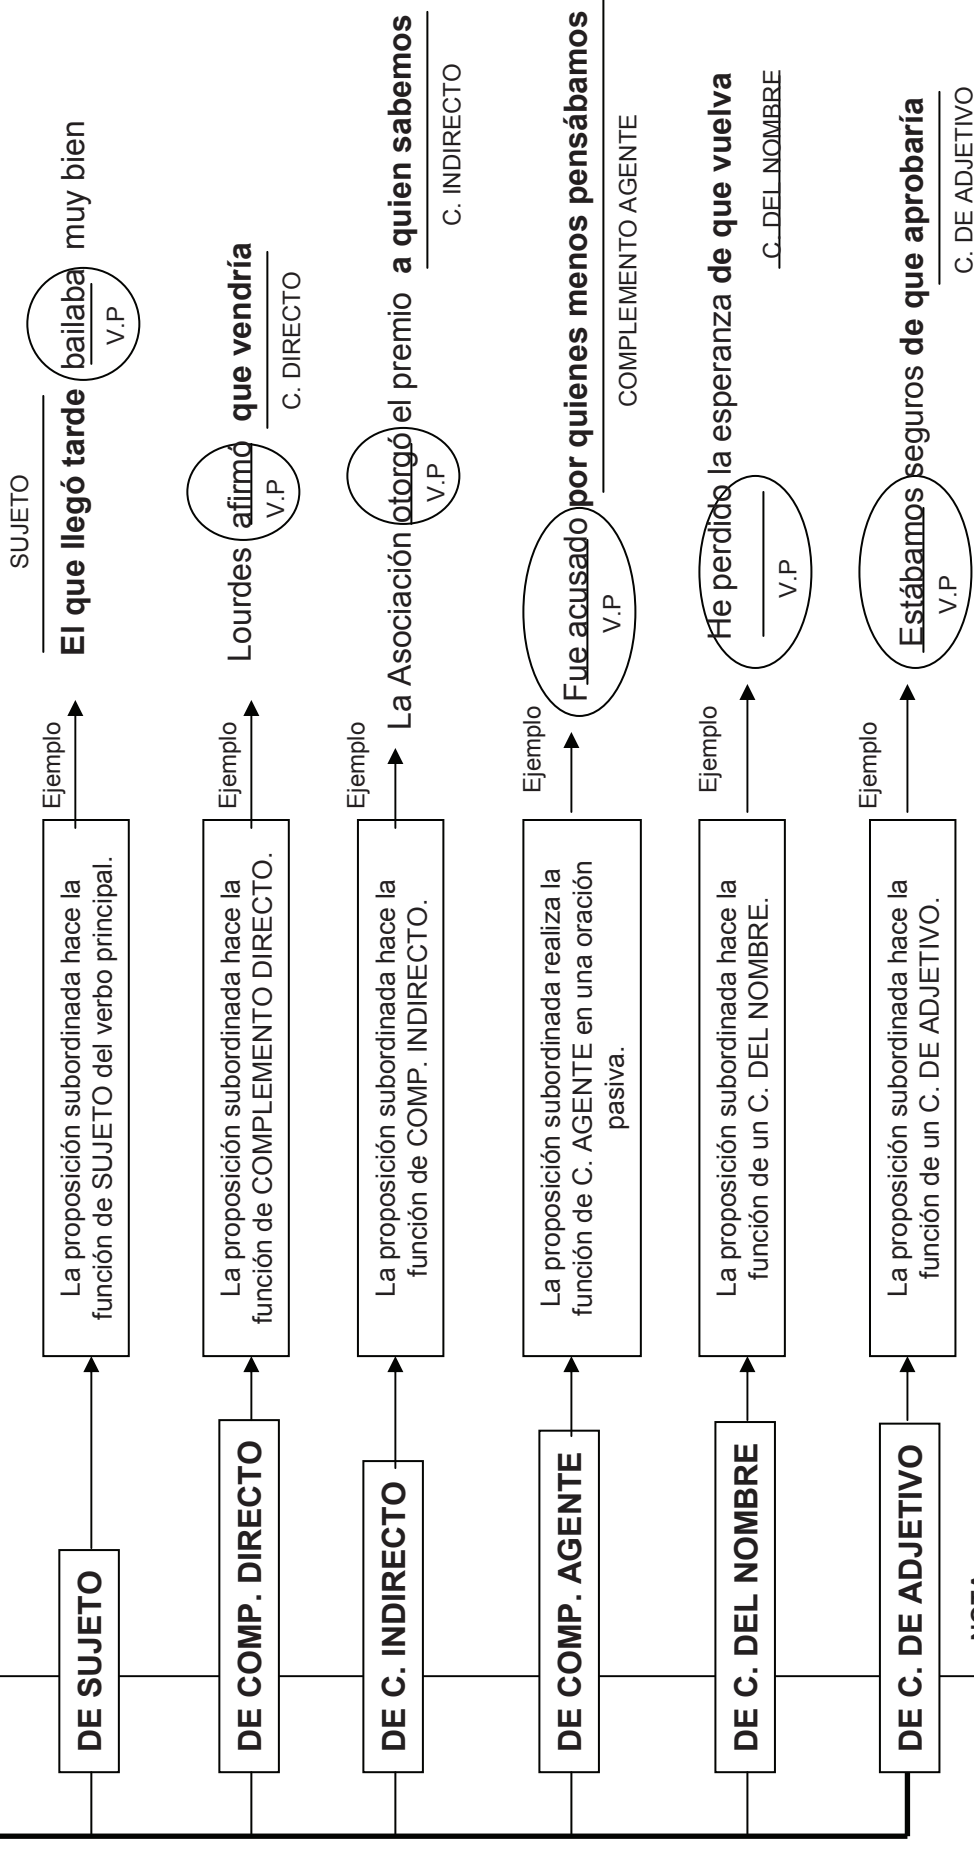 DE SUJETO
La proposición subordinada hace la
función de SUJETO del verbo principal.
Ejemplo
SUJETO
El que llegó tarde bailaba muy bien
V.P
DE COMP. DIRECTO
La proposición subordinada hace la
función de COMPLEMENTO DIRECTO.
Ejemplo
Lourdes afirmó que vendría
V.P
C. DIRECTO
DE C. INDIRECTO
La proposición subordinada hace la
función de COMP. INDIRECTO.
Ejemplo
La Asociación otorgó el premio a quien sabemos
V.P
C. INDIRECTO
DE COMP. AGENTE
La proposición subordinada realiza la
función de C. AGENTE en una oración
pasiva.
Ejemplo
Fue acusado por quienes menos pensábamos
V.P
COMPLEMENTO AGENTE
DE C. DEL NOMBRE
La proposición subordinada hace la
función de un C. DEL NOMBRE.
Ejemplo
He perdido la esperanza de que vuelva
V.P
C. DEL NOMBRE
DE C. DE ADJETIVO
La proposición subordinada hace la
función de un C. DE ADJETIVO.
Ejemplo
Estábamos seguros de que aprobaría
V.P
C. DE ADJETIVO